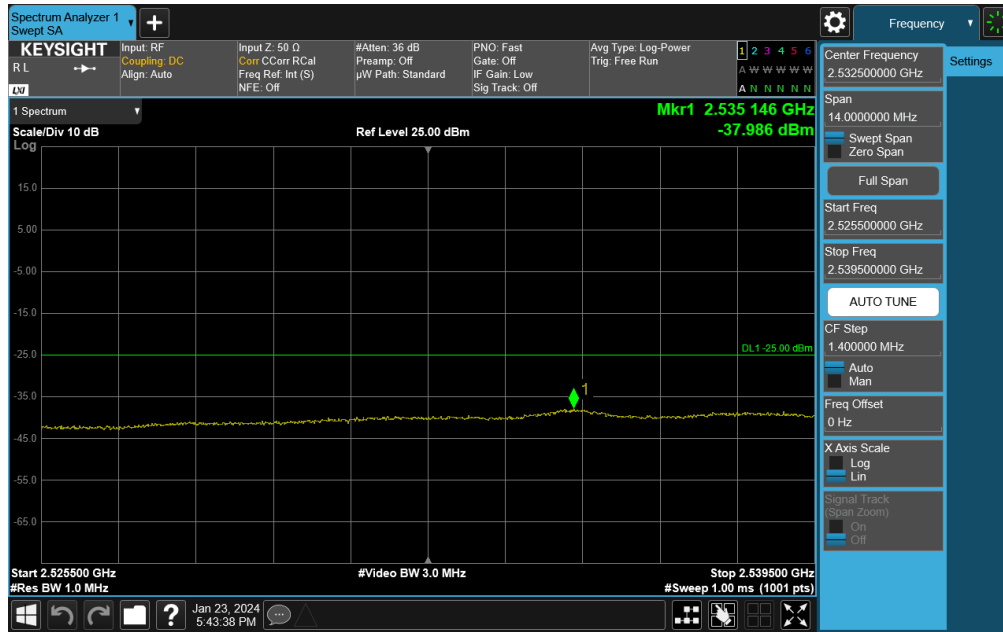 Spectrum Analyzer 1
Swept SA
+
Frequency
KEYSIGHT
R L
LXI
Input: RF
Coupling: DC
Align: Auto
Input Z: 50 Ω
Corr CCorr RCal
Freq Ref: Int (S)
NFE: Off
#Atten: 36 dB
Preamp: Off
µW Path: Standard
PNO: Fast
Gate: Off
IF Gain: Low
Sig Track: Off
Avg Type: Log-Power
Trig: Free Run
1 2 3 4 5 6
A W W W W W
A N N N N N
1 Spectrum
Scale/Div 10 dB
Log
Ref Level 25.00 dBm
Mkr1 2.535 146 GHz
-37.986 dBm
15.0
5.00
-5.00
-15.0
-25.0
-35.0
-45.0
-55.0
-65.0
DL1 -25.00 dBm
1
Start 2.525500 GHz
#Res BW 1.0 MHz
#Video BW 3.0 MHz
Stop 2.539500 GHz
#Sweep 1.00 ms (1001 pts)
Center Frequency
2.532500000 GHz
Span
14.0000000 MHz
Swept Span
Zero Span
Full Span
Start Freq
2.525500000 GHz
Stop Freq
2.539500000 GHz
AUTO TUNE
CF Step
1.400000 MHz
Auto
Man
Freq Offset
0 Hz
X Axis Scale
Log
Lin
Signal Track
(Span Zoom)
On
Off
Settings
?
Jan 23, 2024
5:43:38 PM